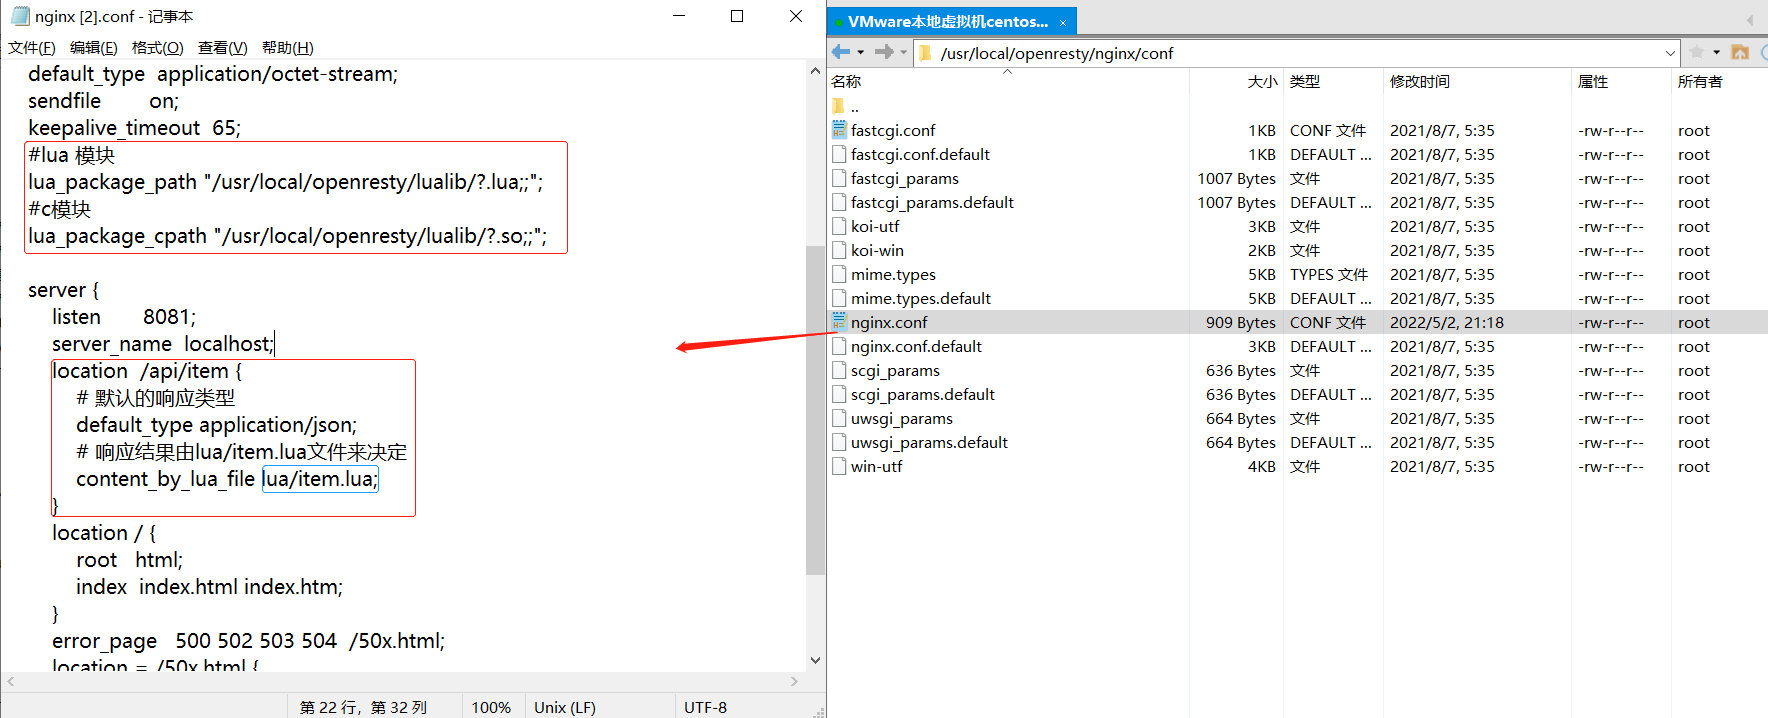 nginx [2].conf - 记事本
文件(F) 编辑(E) 格式(O) 查看(V) 帮助(H)
default_type  application/octet-stream;
sendfile        on;
keepalive_timeout  65;
#lua 模块
lua_package_path "/usr/local/openresty/lualib/?.lua;;";
#c模块
lua_package_cpath "/usr/local/openresty/lualib/?.so;;";
server {
listen       8081;
server_name  localhost;
location  /api/item {
# 默认的响应类型
default_type application/json;
# 响应结果由lua/item.lua文件来决定
content_by_lua_file lua/item.lua;
}
location / {
root   html;
index  index.html index.htm;
}
error_page   500 502 503 504  /50x.html;
location = /50x.html {
第 22 行，第 32 列 100% Unix (LF) UTF-8
VMware本地虚拟机centos... ×
/usr/local/openresty/nginx/conf
名称 大小 类型 修改时间 属性 所有者
..
fastcgi.conf 1KB CONF 文件 2021/8/7, 5:35 -rw-r--r-- root
fastcgi.conf.default 1KB DEFAULT ... 2021/8/7, 5:35 -rw-r--r-- root
fastcgi_params 1007 Bytes 文件 2021/8/7, 5:35 -rw-r--r-- root
fastcgi_params.default 1007 Bytes DEFAULT ... 2021/8/7, 5:35 -rw-r--r-- root
koi-utf 3KB 文件 2021/8/7, 5:35 -rw-r--r-- root
koi-win 2KB 文件 2021/8/7, 5:35 -rw-r--r-- root
mime.types 5KB TYPES 文件 2021/8/7, 5:35 -rw-r--r-- root
mime.types.default 5KB DEFAULT ... 2021/8/7, 5:35 -rw-r--r-- root
nginx.conf 909 Bytes CONF 文件 2022/5/2, 21:18 -rw-r--r-- root
nginx.conf.default 3KB DEFAULT ... 2021/8/7, 5:35 -rw-r--r-- root
scgi_params 636 Bytes 文件 2021/8/7, 5:35 -rw-r--r-- root
scgi_params.default 636 Bytes DEFAULT ... 2021/8/7, 5:35 -rw-r--r-- root
uwsgi_params 664 Bytes 文件 2021/8/7, 5:35 -rw-r--r-- root
uwsgi_params.default 664 Bytes DEFAULT ... 2021/8/7, 5:35 -rw-r--r-- root
win-utf 4KB 文件 2021/8/7, 5:35 -rw-r--r-- root